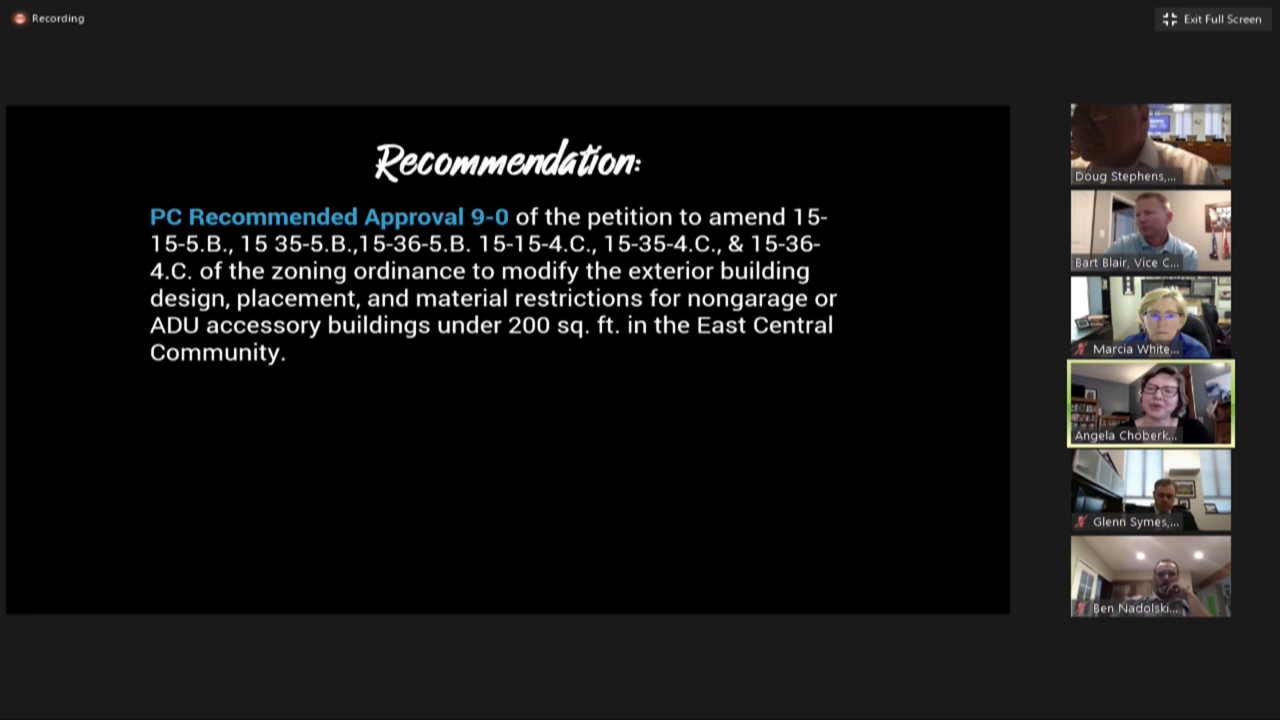 Recording
Exit Full Screen
Recommendation:
PC Recommended Approval 9-0 of the petition to amend 15-
15-5.B., 15 35-5.B.,15-36-5.B. 15-15-4.C., 15-35-4.C., & 15-36-
4.C. of the zoning ordinance to modify the exterior building
design, placement, and material restrictions for nongarage or
ADU accessory buildings under 200 sq. ft. in the East Central
Community.
Doug Stephens,...
Bart Blair, Vice C...
Marcia White...
Angela Choberk...
Glenn Symes,...
Ben Nadolski...